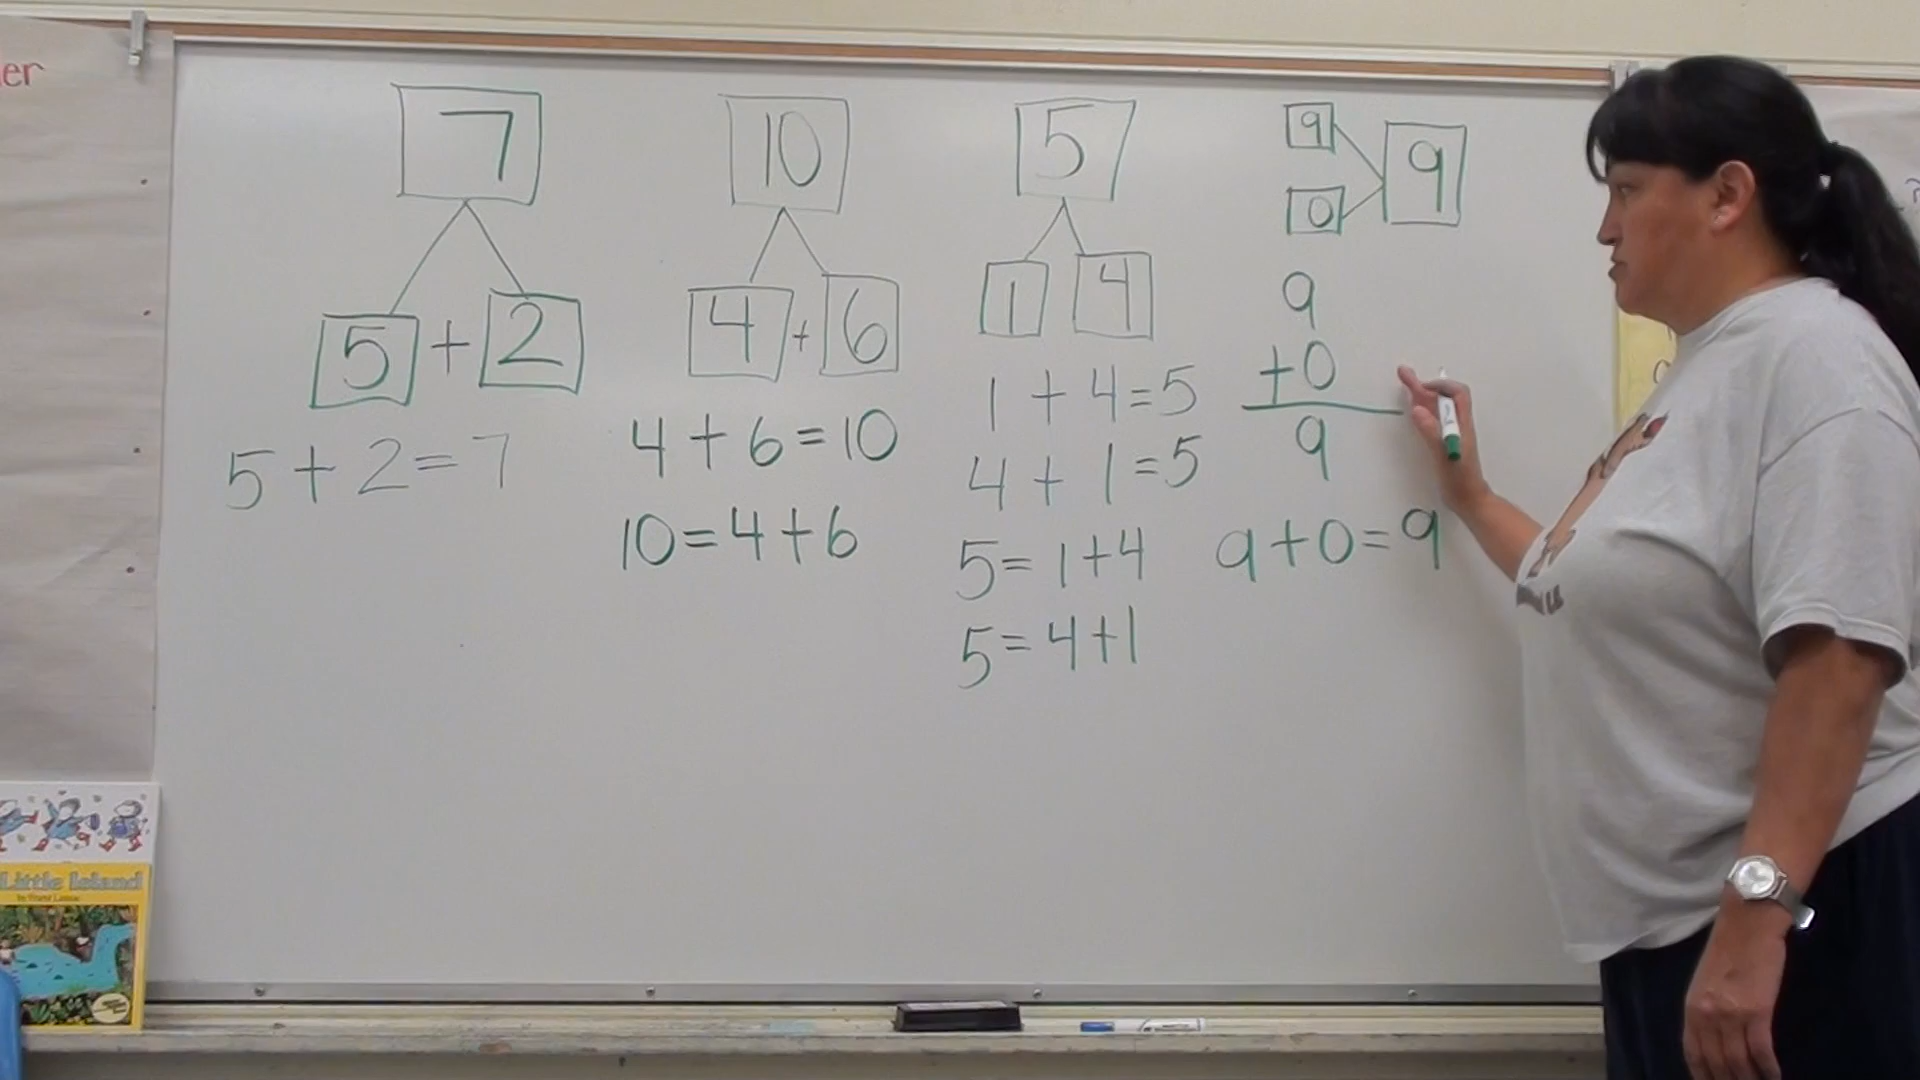 er
7
5 + 2
5 + 2 = 7
10
4 + 6
4 + 6 = 10
10 = 4 + 6
5
1 4
1 + 4 = 5
4 + 1 = 5
5 = 1 + 4
5 = 4 + 1
9
0
9
9
+0
9
9 + 0 = 9
Little Island